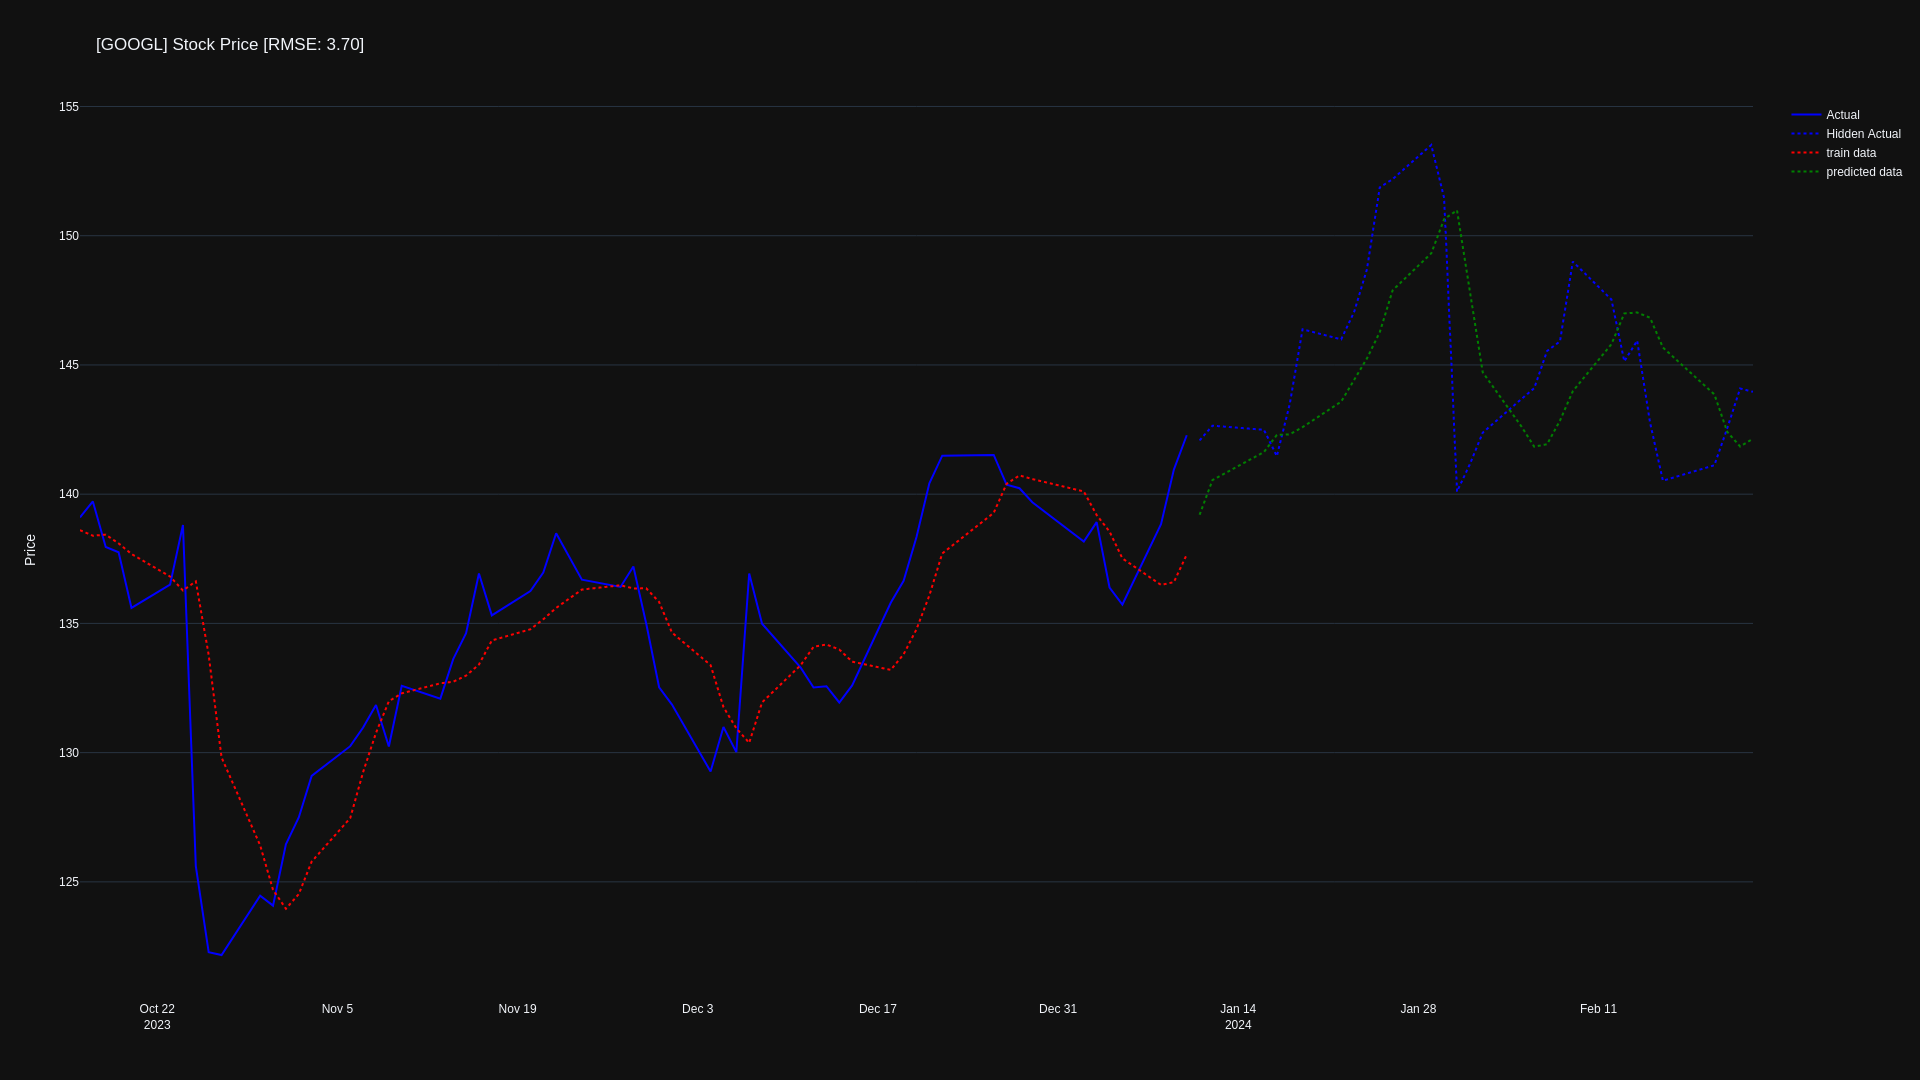 [GOOGL] Stock Price [RMSE: 3.70]
155
150
145
140
135
130
125
Price
Oct 22
2023
Nov 5
Nov 19
Dec 3
Dec 17
Dec 31
Jan 14
2024
Jan 28
Feb 11
Actual
Hidden Actual
train data
predicted data